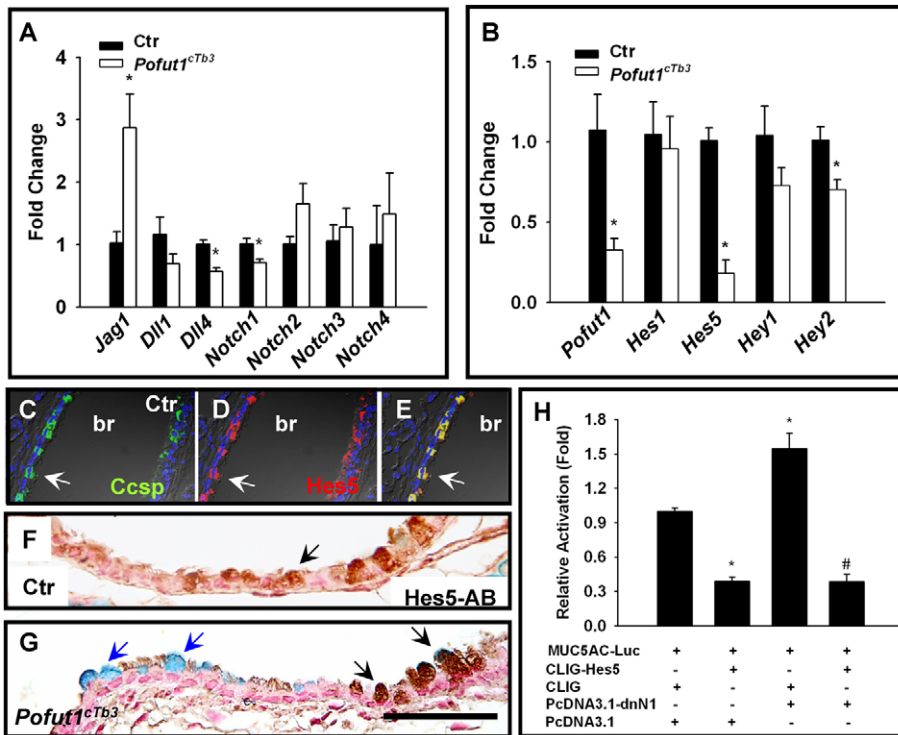 A
Ctr
Pofut1cTb3
Fold Change
4
3
2
1
0
*
*
*
Jag1
Dll1
Dll4
Notch1
Notch2
Notch3
Notch4
B
Ctr
Pofut1cTb3
Fold Change
1.5
1.0
0.5
0.0
*
*
*
Pofut1
Hes1
Hes5
Hey1
Hey2
C
br
Ctr
Ccsp
D
br
Hes5
E
br
F
Ctr
Hes5-AB
G
Pofut1cTb3
H
Relative Activation (Fold)
1.8
1.5
1.2
0.9
0.6
0.3
0.0
*
*
#
MUC5AC-Luc + + + +
CLIG-Hes5 - + - +
CLIG + - + -
PcDNA3.1-dnN1 - - + +
PcDNA3.1 + + - -